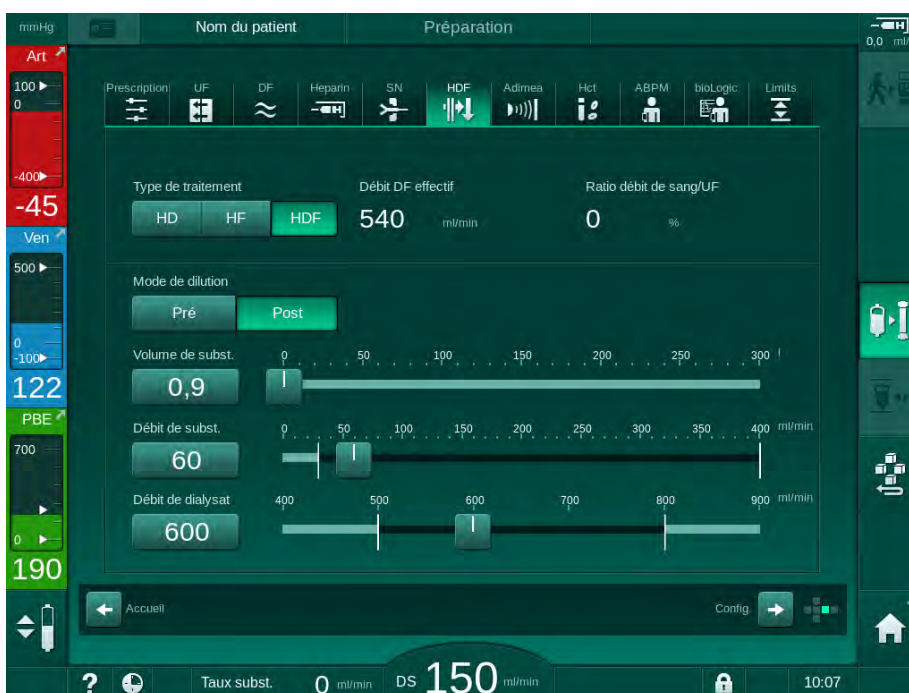 mmHg Nom du patient Préparation
0,0 ml/
Art
100
0
-400
-45
Ven
500
0
-100
122
PBE
700
0
190
Prescription UF DF Heparin SN HDF Adimea Hct ABPM bioLogic Limits
Type de traitement Débit DF effectif Ratio débit de sang/UF
HD HF HDF 540 ml/min 0 %
Mode de dilution
Pré Post
Volume de subst. 0 50 100 150 200 250 300 l
0,9
Débit de subst. 0 50 100 150 200 250 300 350 400 ml/min
60
Débit de dialysat 400 500 600 700 800 900 ml/min
600
Accueil Config.
? Taux subst. 0 ml/min DS 150 ml/min 10:07